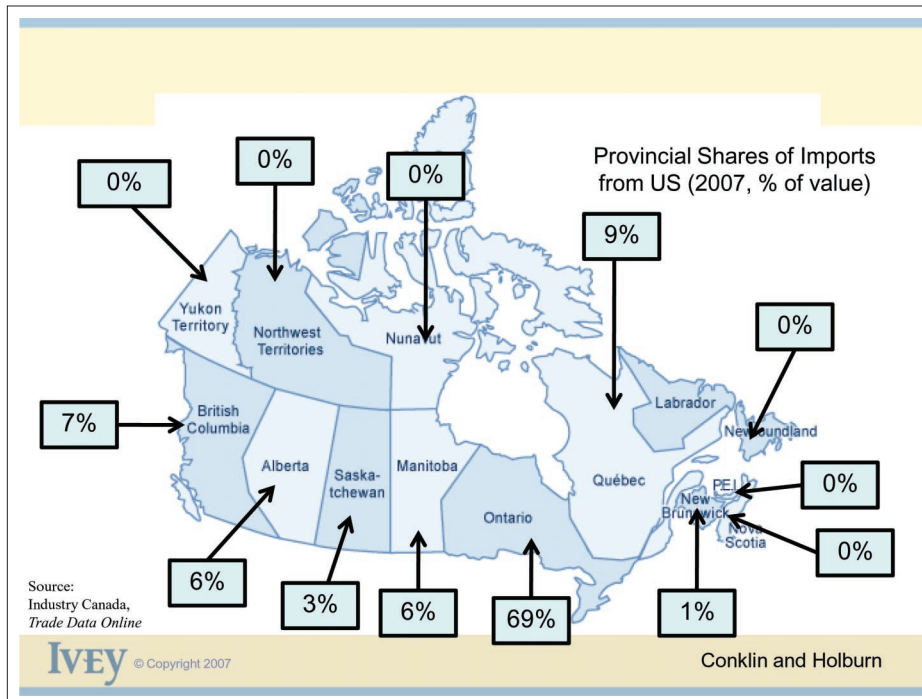 Provincial Shares of Imports
from US (2007, % of value)
0%
0%
0%
9%
0%
Yukon
Territory
Northwest
Territories
Nunavut
7%
British
Columbia
Labrador
Newfoundland
Alberta
Saska-
tchewan
Manitoba
Ontario
Québec
P.E.I.
New
Brunswick
Nova
Scotia
0%
0%
6%
3%
6%
69%
1%
Source:
Industry Canada,
Trade Data Online
IVEY © Copyright 2007
Conklin and Holburn